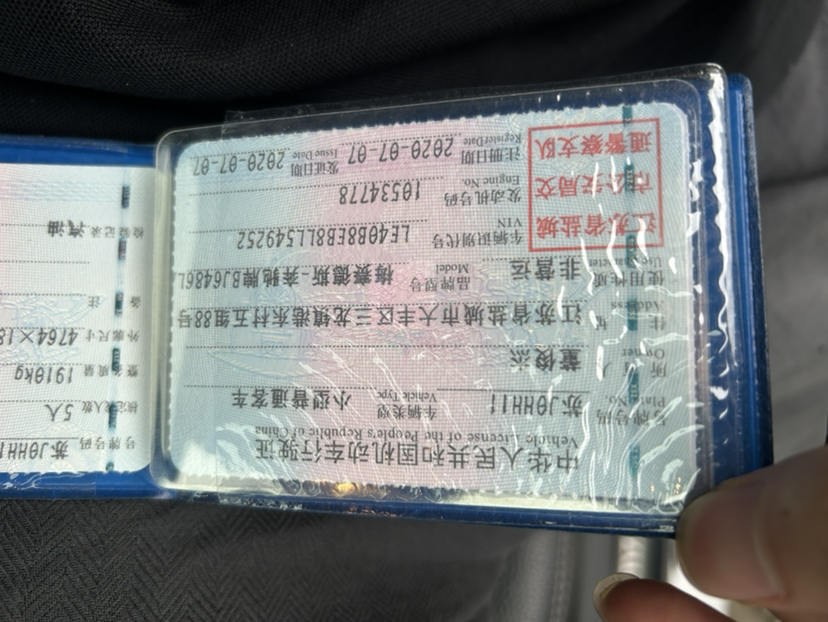 中华人民共和国机动车行驶证
Vehicle License of the People's Republic of China
号牌号码 苏J0HH1 车辆类型 小型普通客车
Plate No. Vehicle Type
所有人 董俊杰
Owner
住址 江苏省盐城市大丰区三龙镇港东村五组88号
Address
使用性质 非营运 品牌型号 梅赛德斯-奔驰牌BJ6486L
Use Character Model
江苏省盐城
市公安局交
通警察支队
车辆识别代号 LE40B8EB8LL549252
VIN
发动机号码 10534778
Engine No.
注册日期 2020-07-07 发证日期 2020-07-07
Register Date Issue Date
号牌号码 苏J0HH1
核定载人数 5人
整备质量 1910kg
外廓尺寸 4764×18
备注
检验记录 汽油